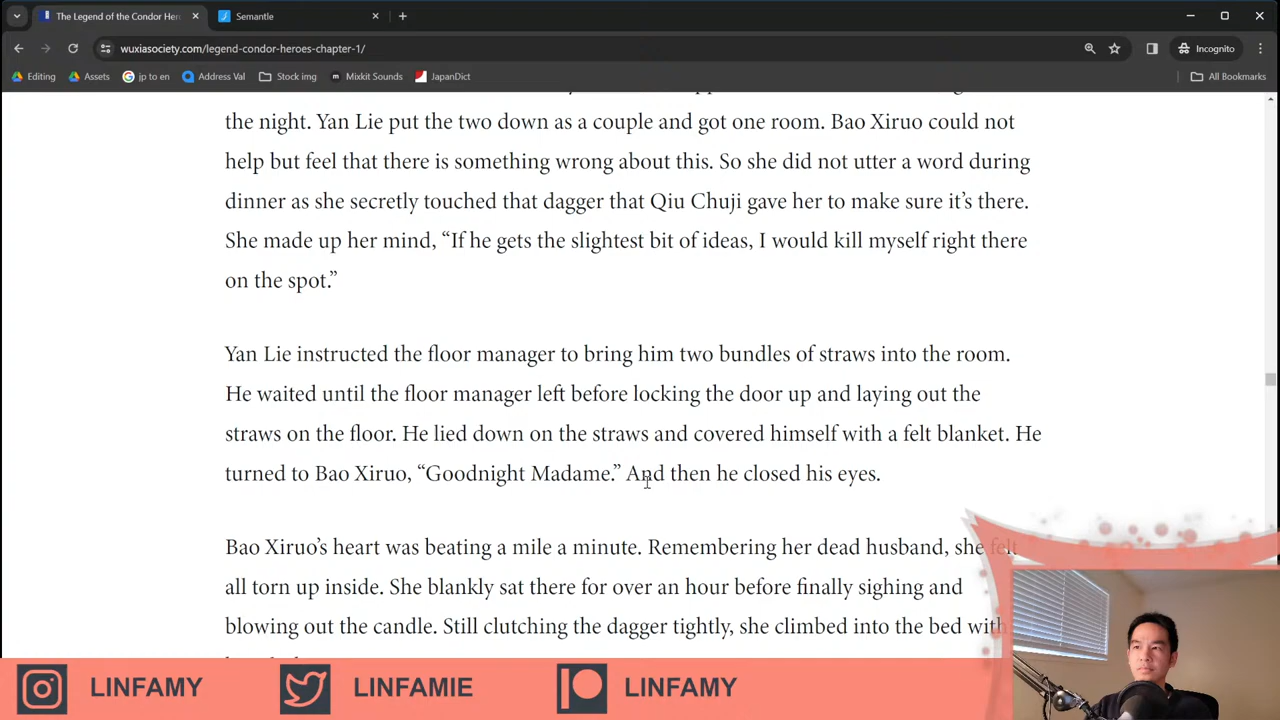 The Legend of the Condor Her
Semantle
wuxiasociety.com/legend-condor-heroes-chapter-1/
Incognito
Editing
Assets
jp to en
Address Val
Stock img
Mixkit Sounds
JapanDict
All Bookmarks
the night. Yan Lie put the two down as a couple and got one room. Bao Xiruo could not
help but feel that there is something wrong about this. So she did not utter a word during
dinner as she secretly touched that dagger that Qiu Chuji gave her to make sure it’s there.
She made up her mind, “If he gets the slightest bit of ideas, I would kill myself right there
on the spot.”
Yan Lie instructed the floor manager to bring him two bundles of straws into the room.
He waited until the floor manager left before locking the door up and laying out the
straws on the floor. He lied down on the straws and covered himself with a felt blanket. He
turned to Bao Xiruo, “Goodnight Madame.” And then he closed his eyes.
Bao Xiruo’s heart was beating a mile a minute. Remembering her dead husband, she felt
all torn up inside. She blankly sat there for over an hour before finally sighing and
blowing out the candle. Still clutching the dagger tightly, she climbed into the bed with
LINFAMY
LINFAMIE
LINFAMY